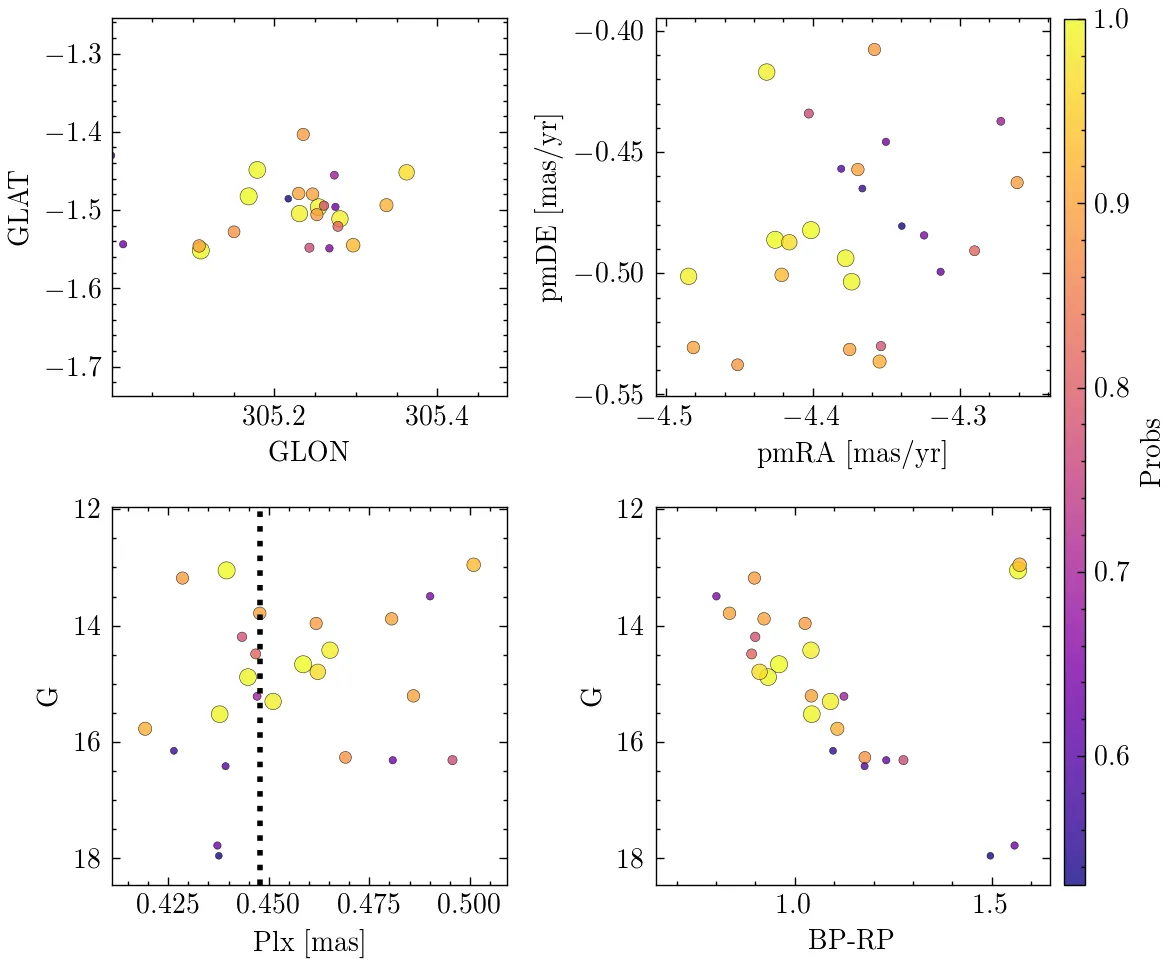 −1.3
−1.4
−1.5
−1.6
−1.7
GLAT
305.2 305.4
GLON
−0.40
−0.45
−0.50
−0.55
pmDE [mas/yr]
−4.5 −4.4 −4.3
pmRA [mas/yr]
12
14
16
18
G
0.425 0.450 0.475 0.500
Plx [mas]
12
14
16
18
G
1.0 1.5
BP-RP
1.0
0.9
0.8
0.7
0.6
Probs